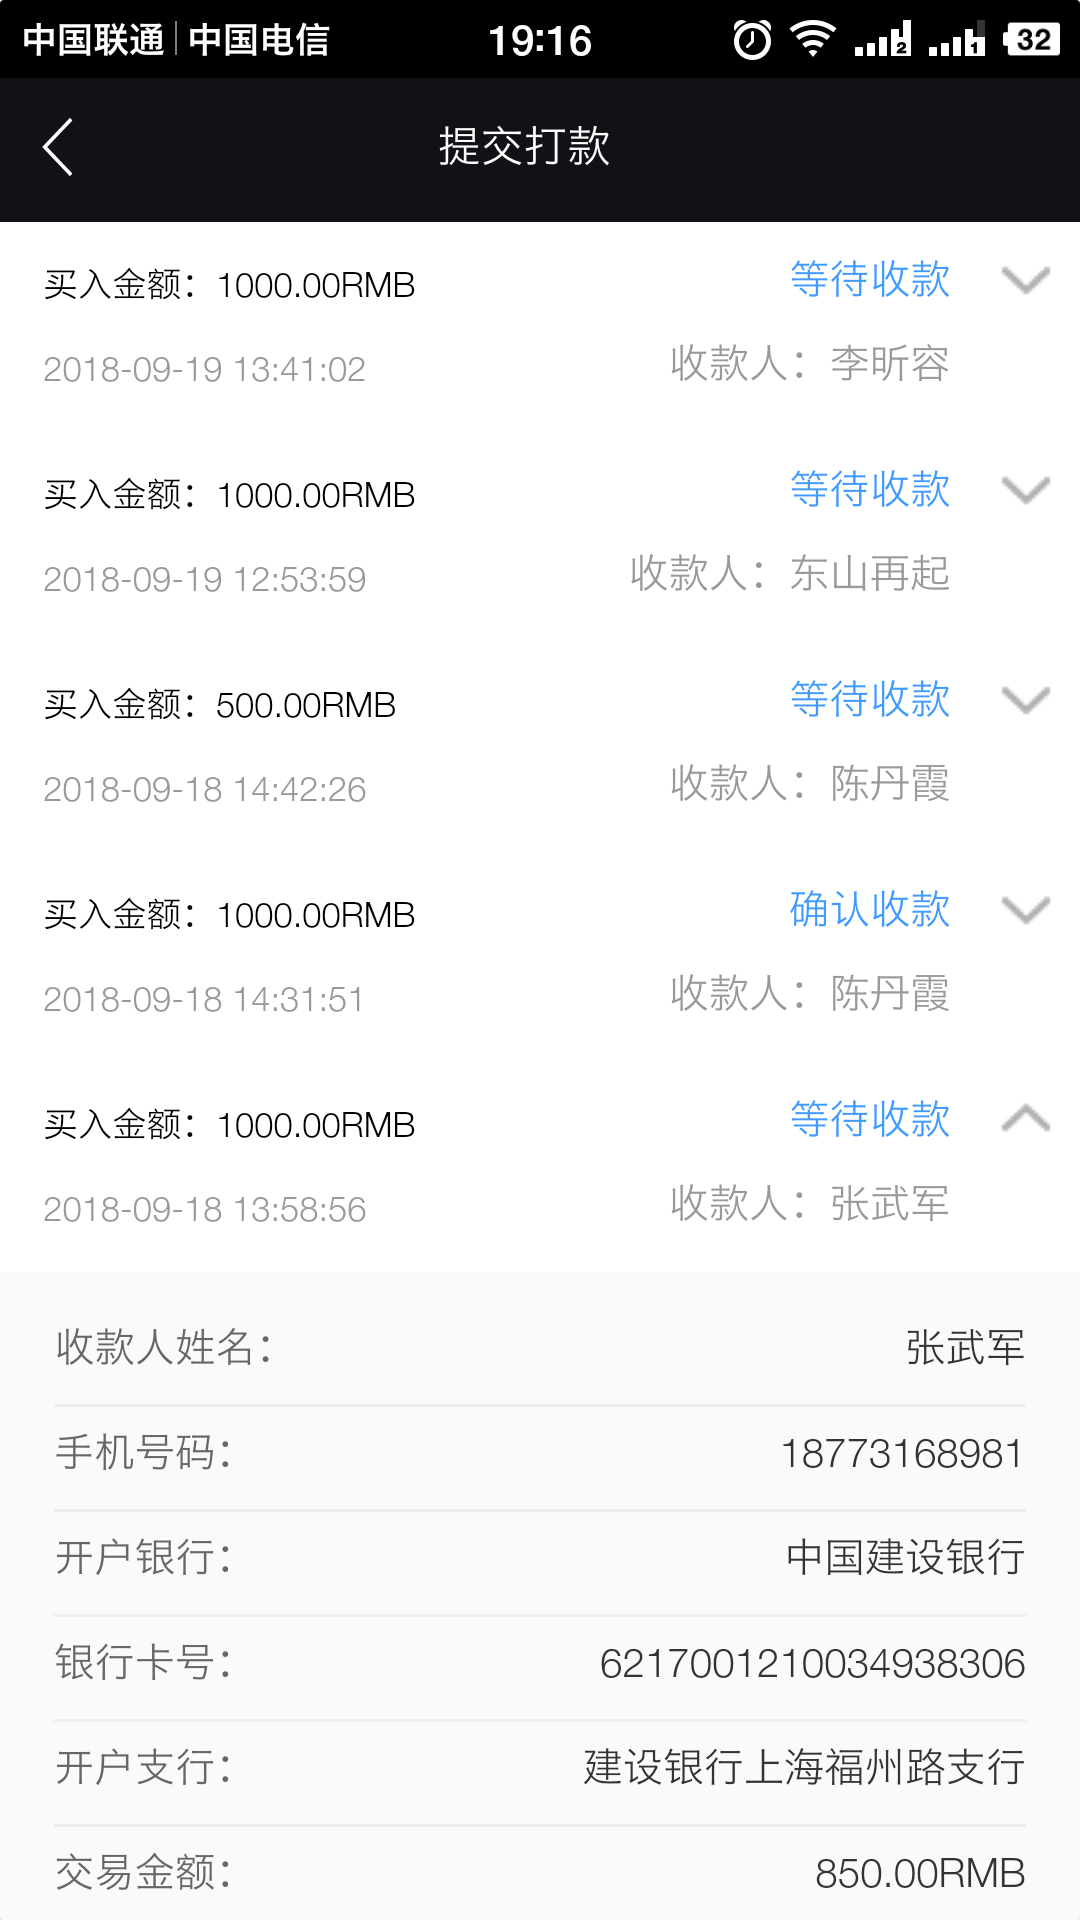 中国联通 中国电信 19:16 2 1 32
提交打款
买入金额：1000.00RMB 等待收款
2018-09-19 13:41:02 收款人：李昕容
买入金额：1000.00RMB 等待收款
2018-09-19 12:53:59 收款人：东山再起
买入金额：500.00RMB 等待收款
2018-09-18 14:42:26 收款人：陈丹霞
买入金额：1000.00RMB 确认收款
2018-09-18 14:31:51 收款人：陈丹霞
买入金额：1000.00RMB 等待收款
2018-09-18 13:58:56 收款人：张武军
收款人姓名： 张武军
手机号码： 18773168981
开户银行： 中国建设银行
银行卡号： 6217001210034938306
开户支行： 建设银行上海福州路支行
交易金额： 850.00RMB